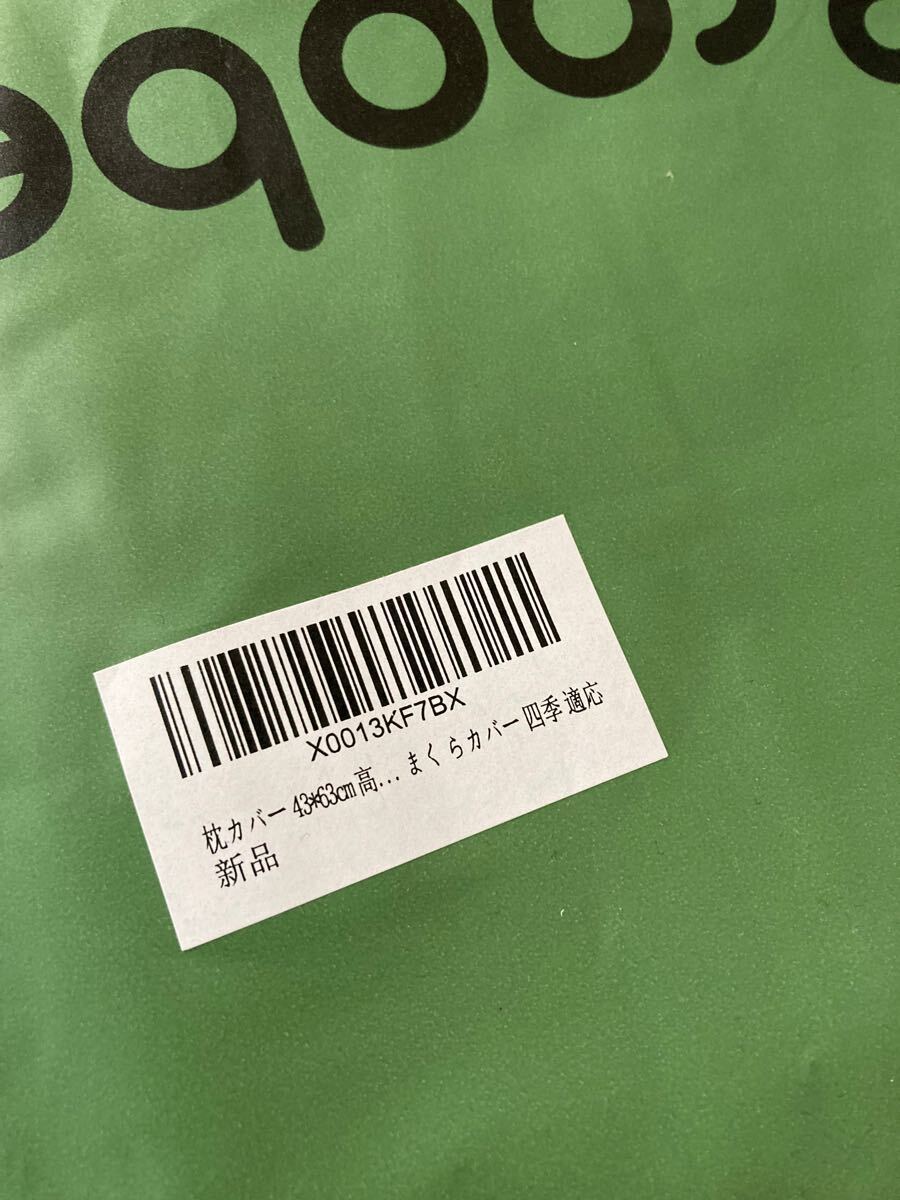 X0013KF7BX
枕カバー 43*63cm 高... まくらカバー 四季 適応
新品